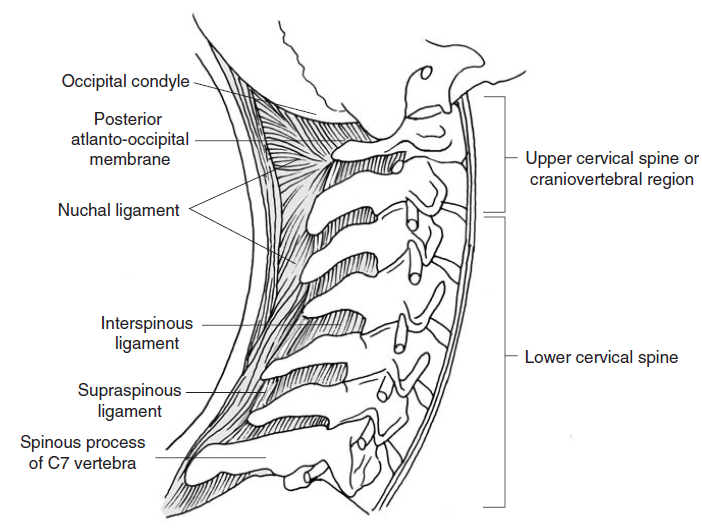 Occipital condyle
Posterior
atlanto-occipital
membrane
Nuchal ligament
Interspinous
ligament
Supraspinous
ligament
Spinous process
of C7 vertebra
Upper cervical spine or
craniovertebral region
Lower cervical spine